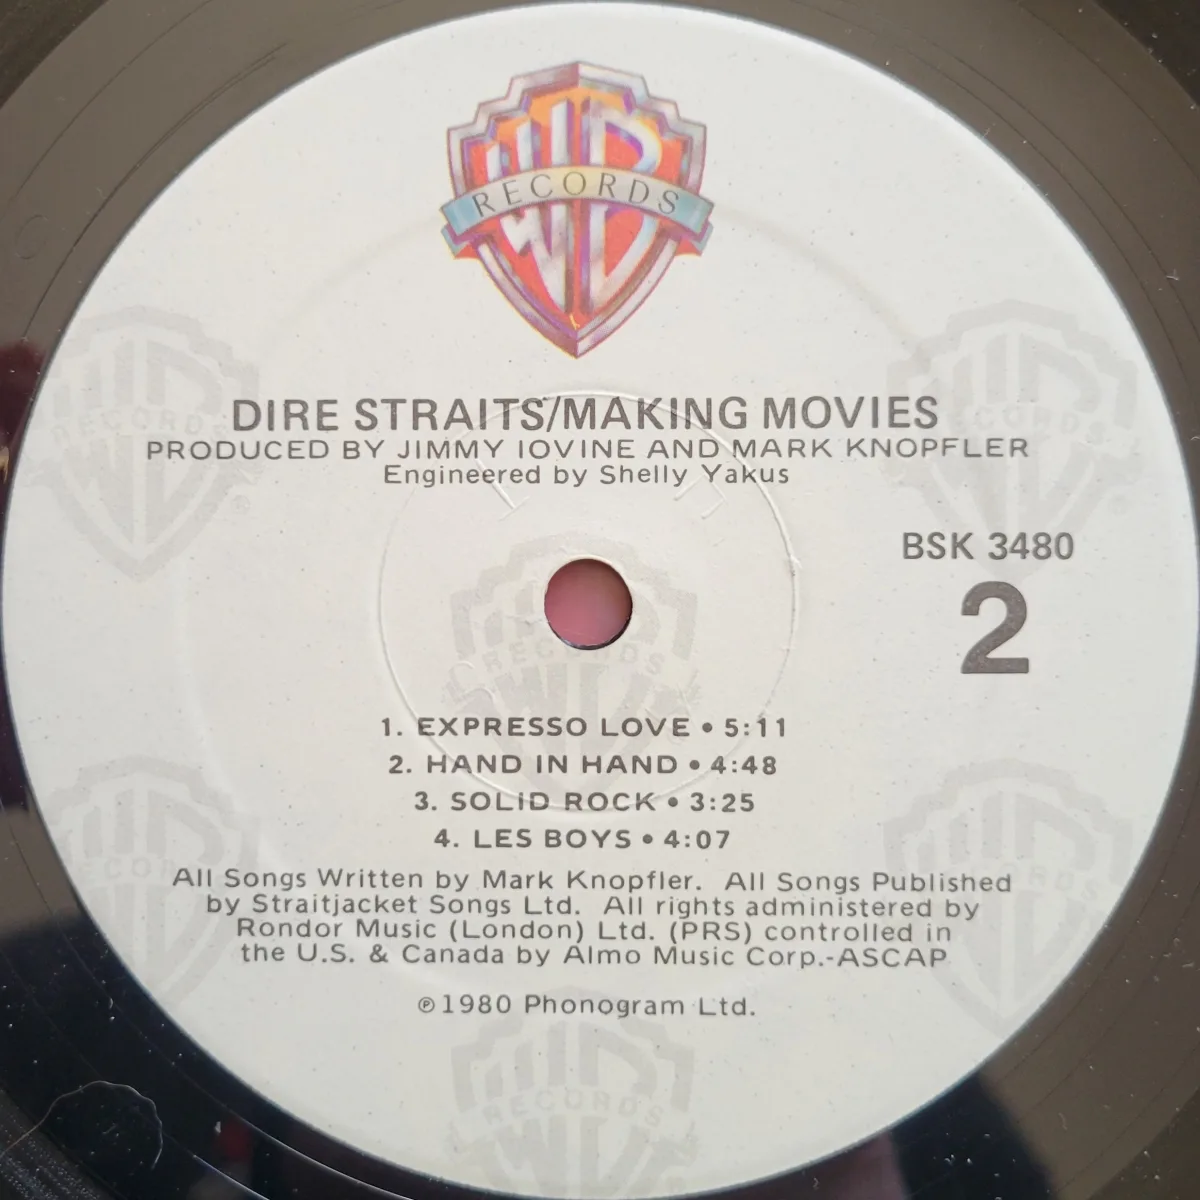 WB
RECORDS
DIRE STRAITS/MAKING MOVIES
PRODUCED BY JIMMY IOVINE AND MARK KNOPFLER
Engineered by Shelly Yakus
BSK 3480
2
1. EXPRESSO LOVE • 5:11
2. HAND IN HAND • 4:48
3. SOLID ROCK • 3:25
4. LES BOYS • 4:07
All Songs Written by Mark Knopfler. All Songs Published
by Straitjacket Songs Ltd. All rights administered by
Rondor Music (London) Ltd. (PRS) controlled in
the U.S. & Canada by Almo Music Corp.-ASCAP
℗1980 Phonogram Ltd.